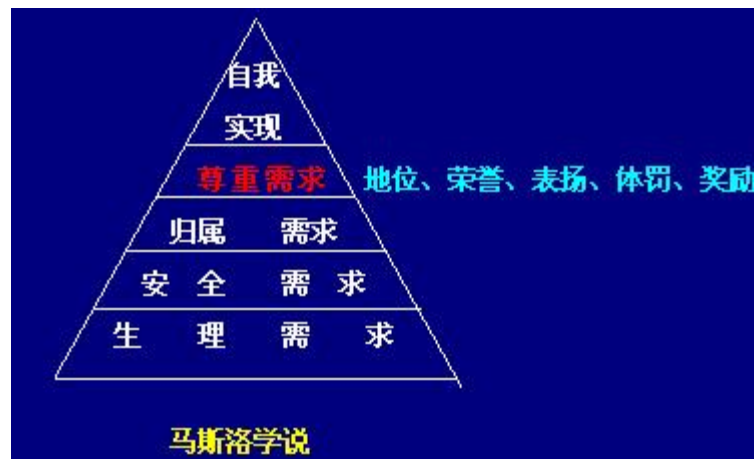 自我
实现
尊重需求 地位、荣誉、表扬、体罚、奖励
归属 需求
安全 需求
生理需求
马斯洛学说